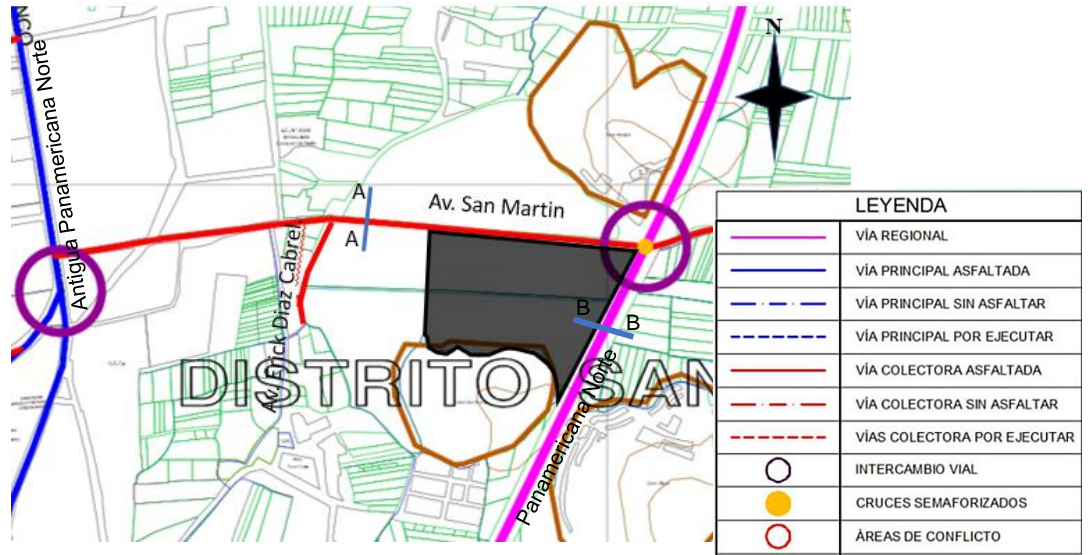 N
Antigua Panamericana Norte
A
A
Av. San Martin
Av. Erick Diaz Cabrel
B
B
DISTRITO SAN
Panamericana Norte
LEYENDA
VÍA REGIONAL
VÍA PRINCIPAL ASFALTADA
VÍA PRINCIPAL SIN ASFALTAR
VÍA PRINCIPAL POR EJECUTAR
VÍA COLECTORA ASFALTADA
VÍA COLECTORA SIN ASFALTAR
VÍAS COLECTORA POR EJECUTAR
INTERCAMBIO VIAL
CRUCES SEMAFORIZADOS
ÁREAS DE CONFLICTO